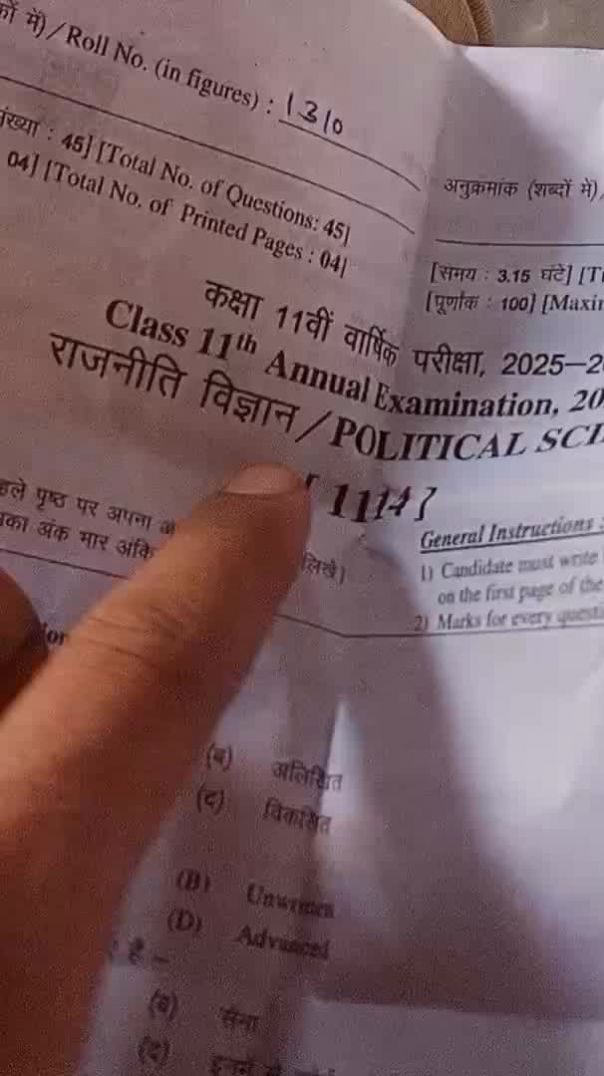 में)/Roll No. (in figures) : 1310
अनुक्रमांक (शब्दों में)
: 45] [Total No. of Questions: 45]
04] [Total No. of Printed Pages : 04]
[समय : 3.15 घंटे]
[पूर्णांक : 100]
कक्षा 11वीं वार्षिक परीक्षा, 2025–2
Class 11th Annual Examination, 20
राजनीति विज्ञान/POLITICAL
[1114]
पृष्ठ पर अपना
अंक भार
लिखे]
General Instructions
1) Candidate must write
on the first page of the
2) Marks for every
(ब) अलिखित
(द) विकसित
(B) Unwritten
(D) Advanced
है –
(ब) सेना
(द)